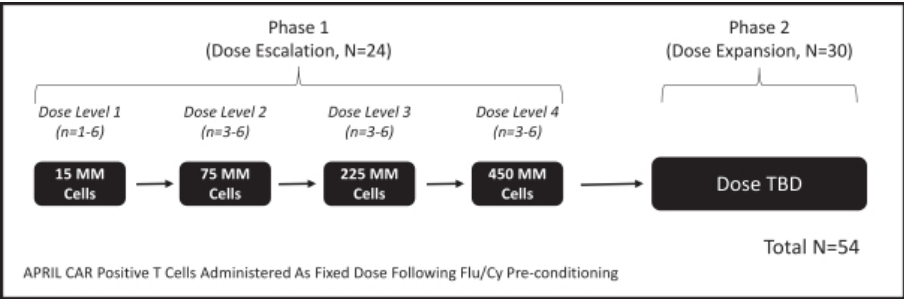 Phase 1
(Dose Escalation, N=24)
Phase 2
(Dose Expansion, N=30)
Dose Level 1
(n=1-6)
Dose Level 2
(n=3-6)
Dose Level 3
(n=3-6)
Dose Level 4
(n=3-6)
15 MM
Cells
75 MM
Cells
225 MM
Cells
450 MM
Cells
Dose TBD
Total N=54
APRIL CAR Positive T Cells Administered As Fixed Dose Following Flu/Cy Pre-conditioning